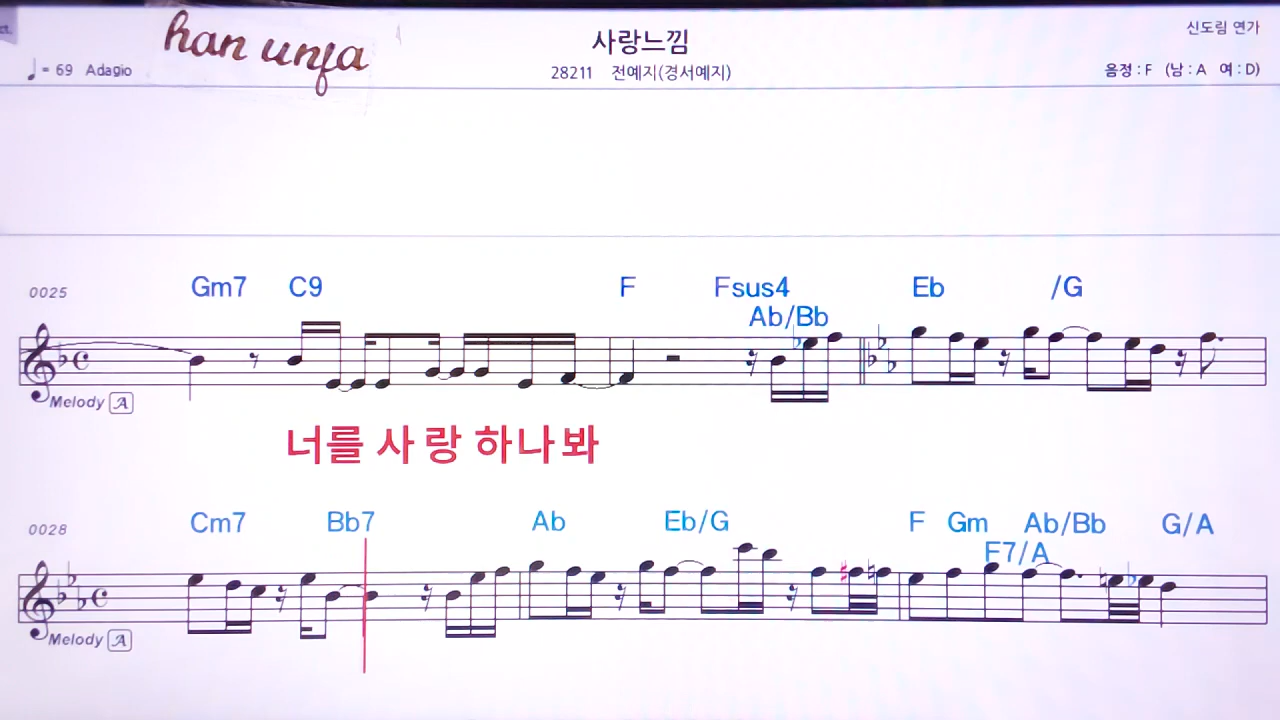 ct.
han unja
사랑느낌
신도림 연가
= 69 Adagio
28211 전예지(경서예지)
음정 : F (남 : A 여 : D)
0025
Gm7 C9 F Fsus4 Eb /G
Ab/Bb
Melody A
너를 사랑 하나봐
0028
Cm7 Bb7 Ab Eb/G F Gm Ab/Bb G/A
F7/A
Melody A